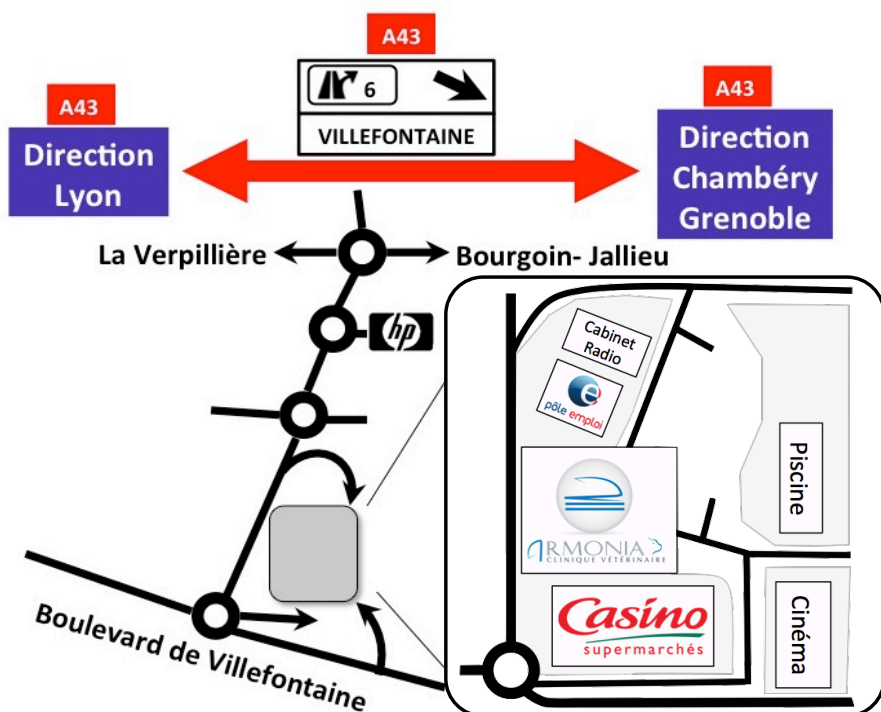 A43
A43
6
VILLEFONTAINE
A43
Direction
Lyon
Direction
Chambéry
Grenoble
La Verpillière
Bourgoin- Jallieu
hp
Cabinet
Radio
pôle emploi
Piscine
ARMONIA
CLINIQUE VÉTÉRINAIRE
Casino
supermarchés
Cinéma
Boulevard de Villefontaine